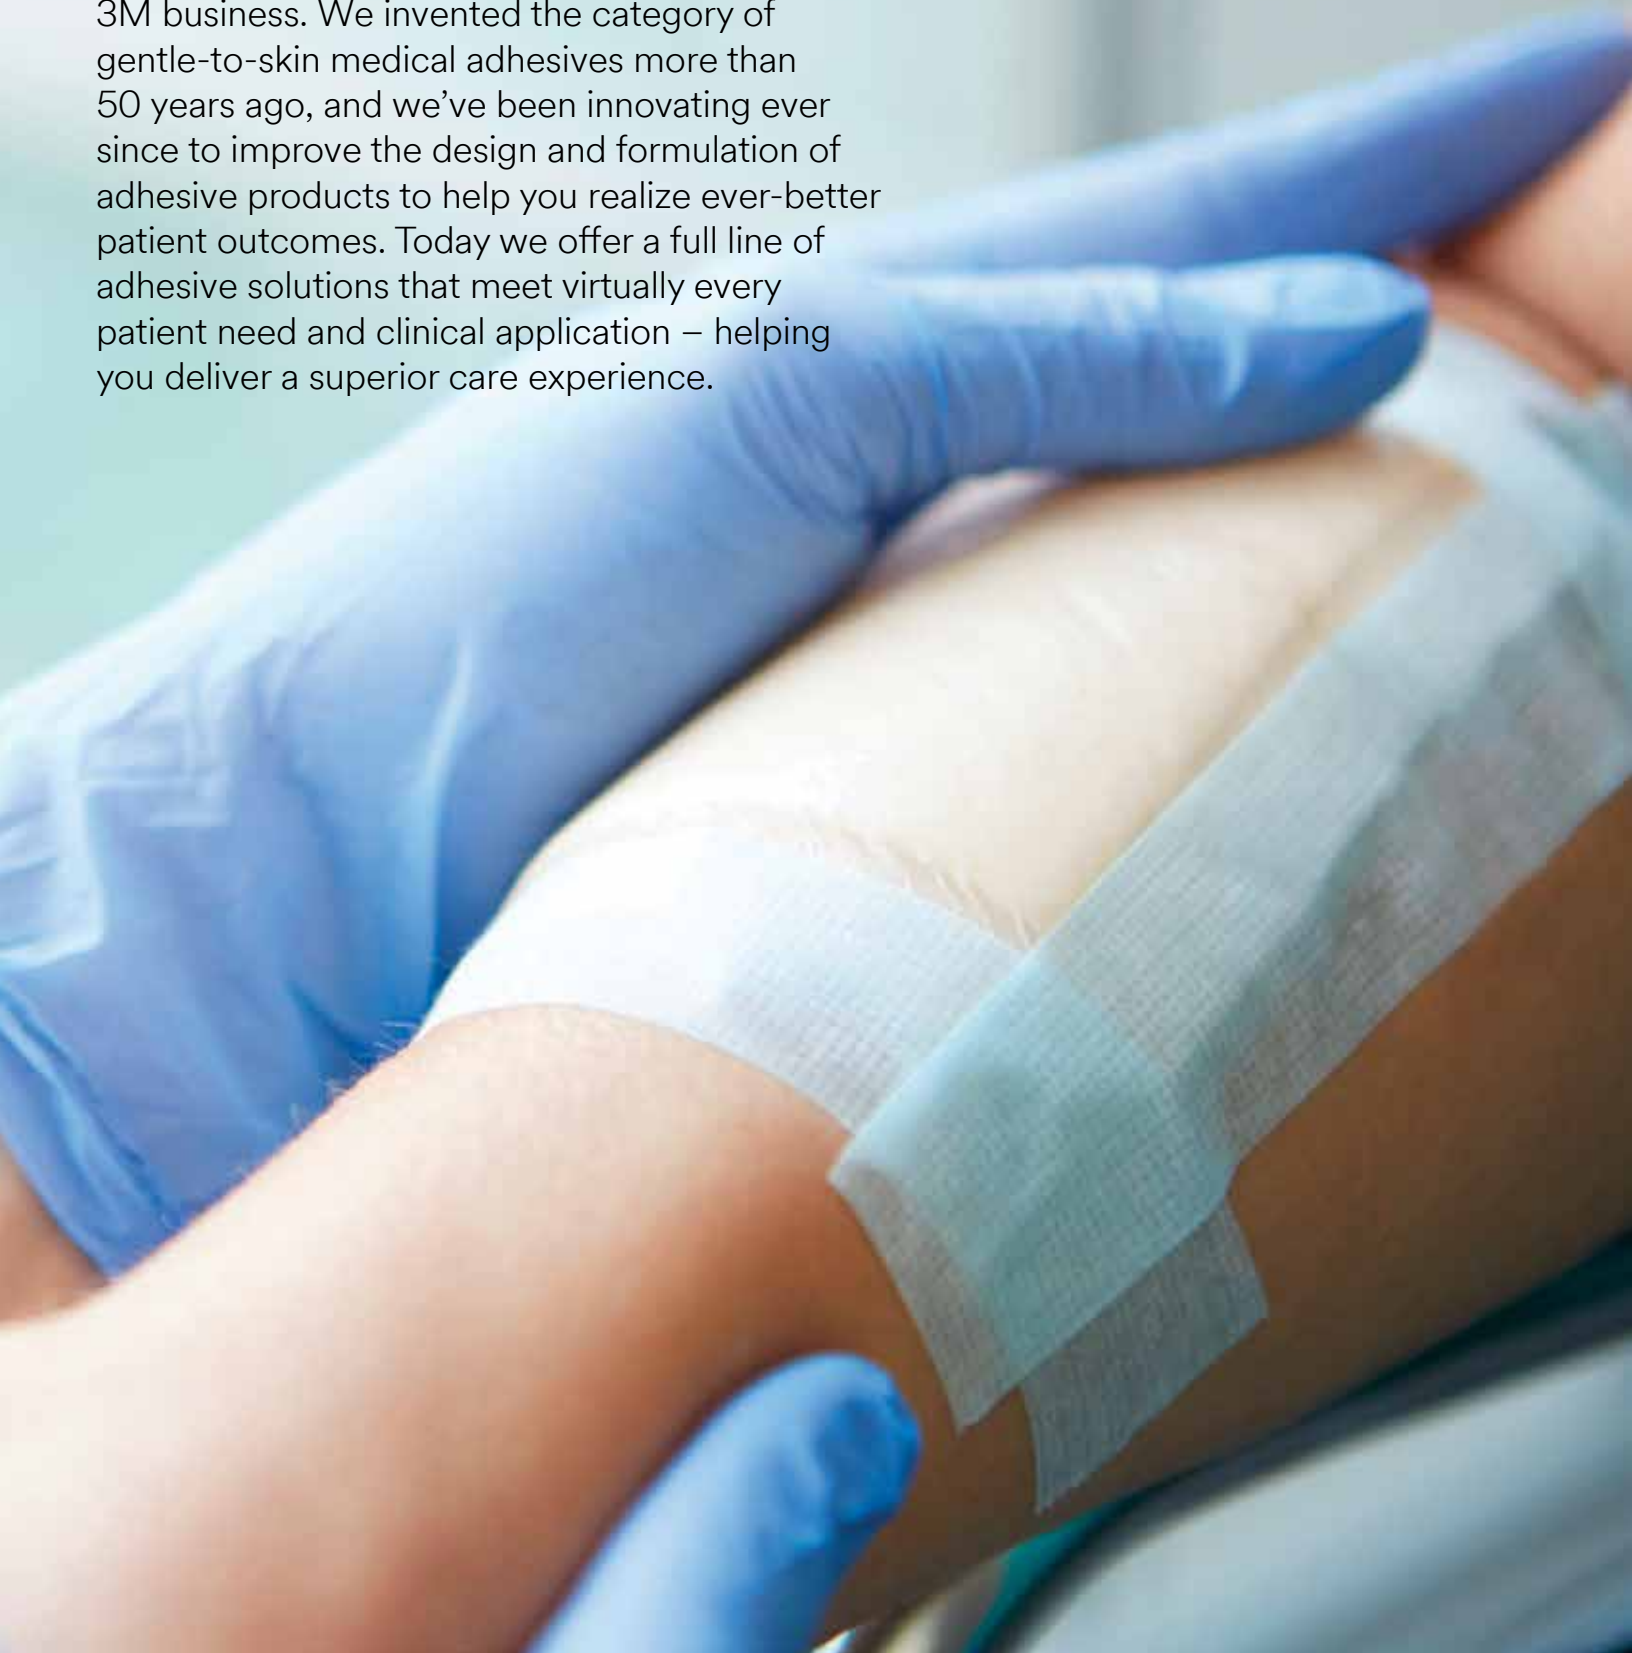 3M business. We invented the category of
gentle-to-skin medical adhesives more than
50 years ago, and we’ve been innovating ever
since to improve the design and formulation of
adhesive products to help you realize ever-better
patient outcomes. Today we offer a full line of
adhesive solutions that meet virtually every
patient need and clinical application – helping
you deliver a superior care experience.